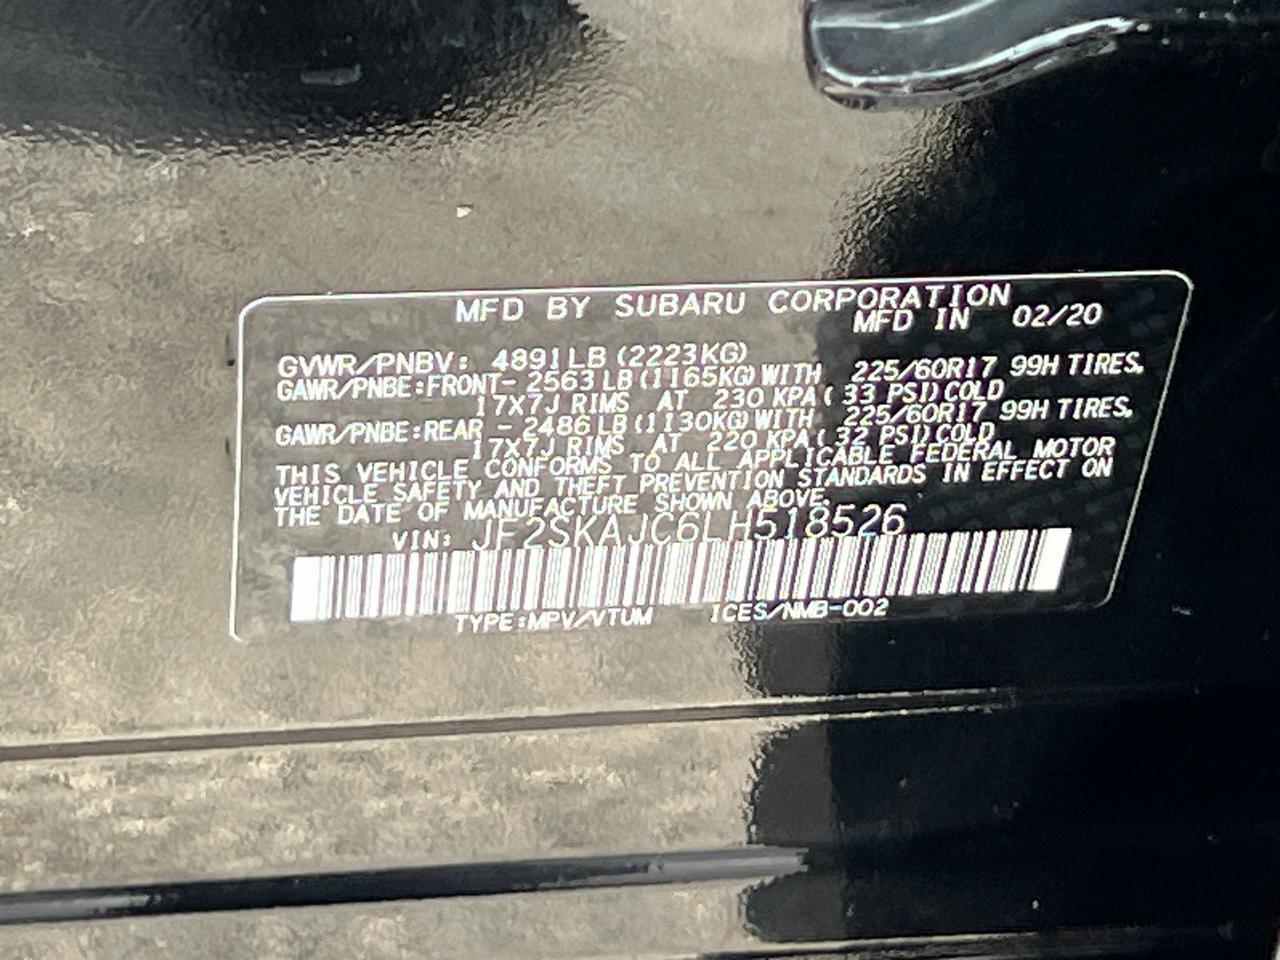 MFD BY SUBARU CORPORATION
MFD IN 02/20
GVWR/PNBV: 4891LB (2223KG)
GAWR/PNBE:FRONT- 2563 LB (1165KG) WITH 225/60R17 99H TIRES,
17X7J RIMS AT 230 KPA ( 33 PSI) COLD
GAWR/PNBE:REAR - 2486 LB (1130KG) WITH 225/60R17 99H TIRES,
17X7J RIMS AT 220 KPA ( 32 PSI) COLD
THIS VEHICLE CONFORMS TO ALL APPLICABLE FEDERAL MOTOR
VEHICLE SAFETY AND THEFT PREVENTION STANDARDS IN EFFECT ON
THE DATE OF MANUFACTURE SHOWN ABOVE.
VIN: JF2SKAJC6LH518526
TYPE:MPV/VTUM ICES/NMB-002